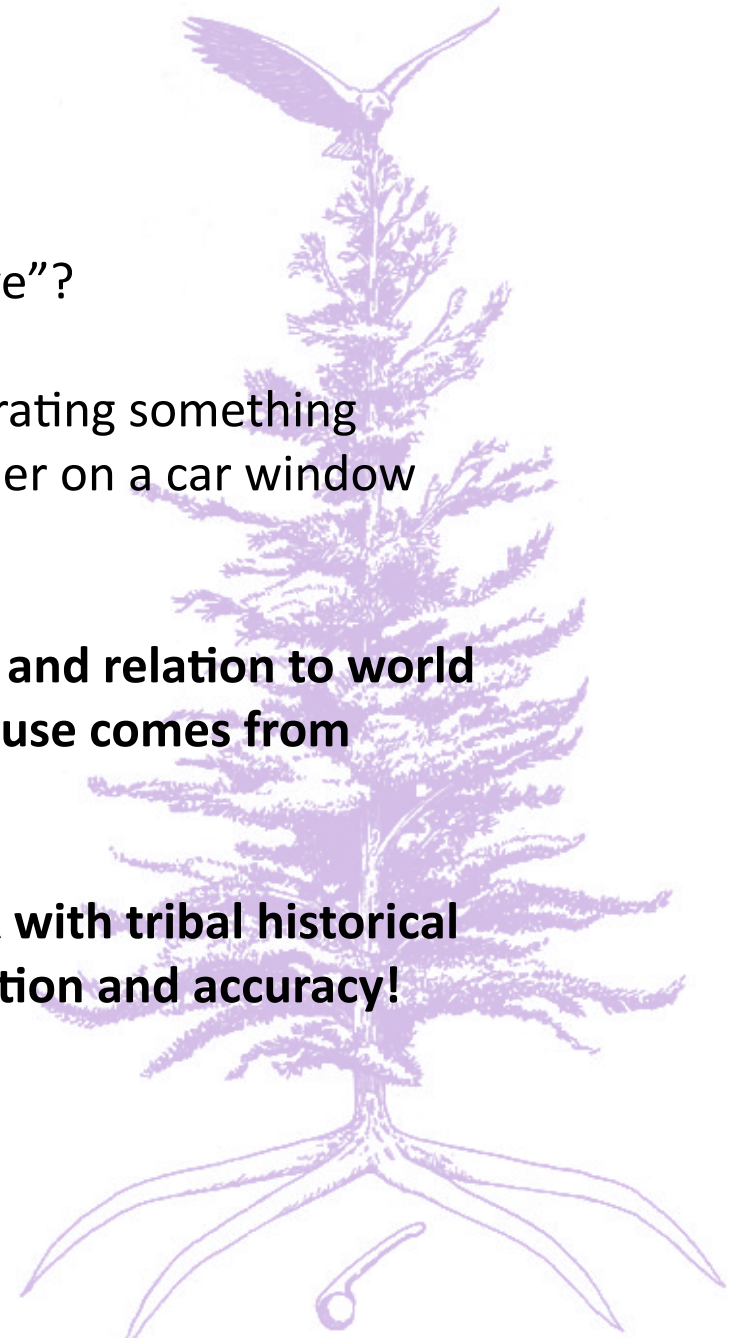 e”?
rating something
er on a car window
and relation to world
use comes from
with tribal historical
tion and accuracy!